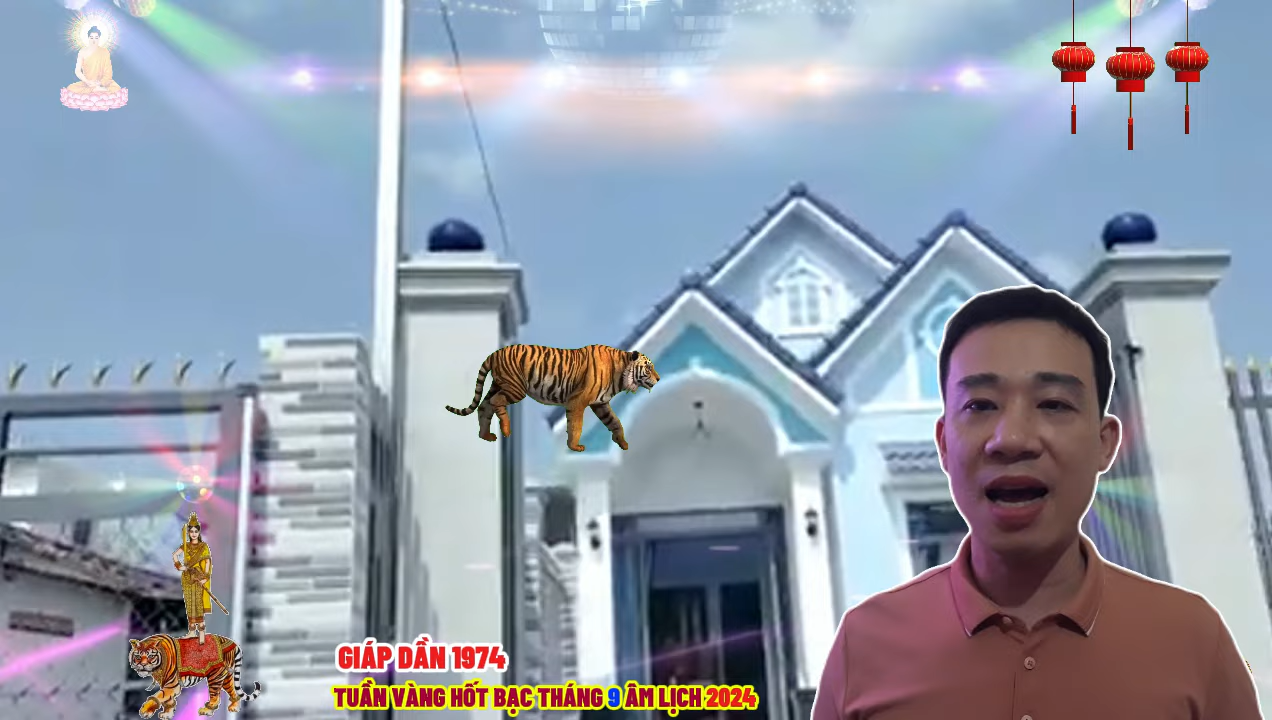 GIÁP DẦN 1974
TUẦN VÀNG HỐT BẠC THÁNG 9 ÂM LỊCH 2024